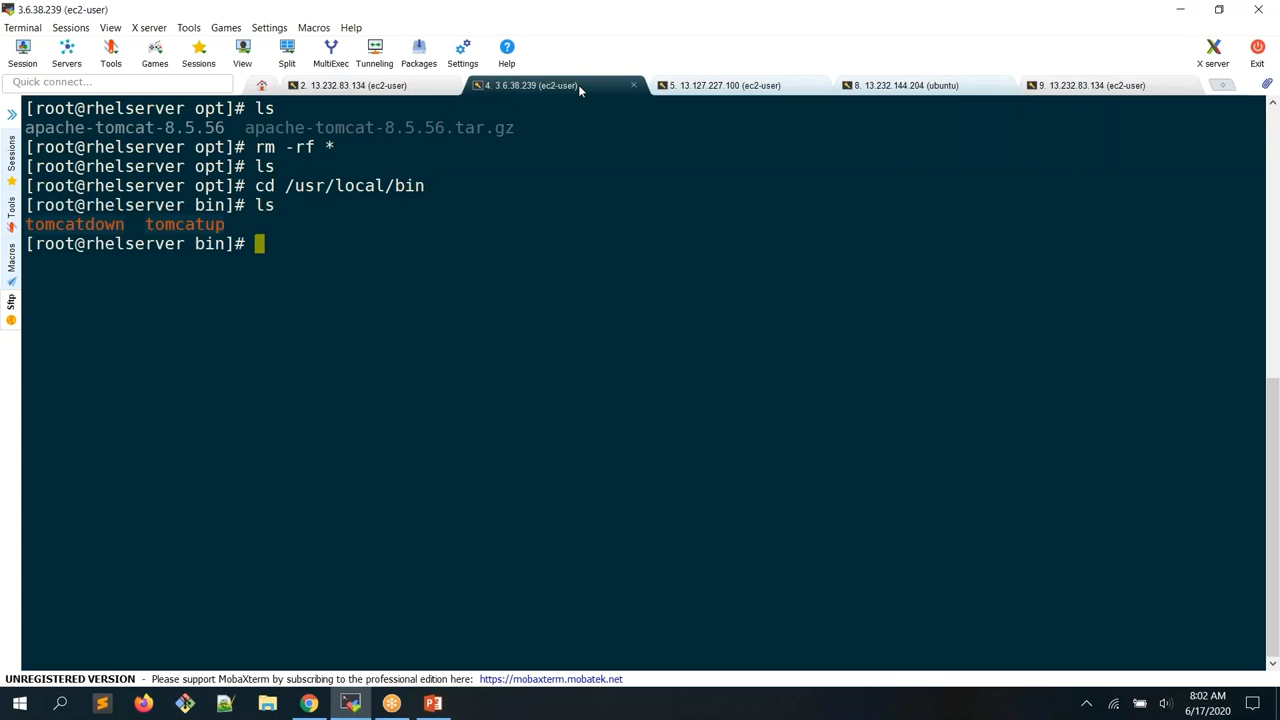 3.6.38.239 (ec2-user)
Terminal Sessions View X server Tools Games Settings Macros Help
Session Servers Tools Games Sessions View Split MultiExec Tunneling Packages Settings Help X server Exit
Quick connect...
2. 13.232.83.134 (ec2-user)
4. 3.6.38.239 (ec2-user)
5. 13.127.227.100 (ec2-user)
8. 13.232.144.204 (ubuntu)
9. 13.232.83.134 (ec2-user)
Sessions
Tools
Macros
Sftp
[root@rhelserver opt]# ls
apache-tomcat-8.5.56 apache-tomcat-8.5.56.tar.gz
[root@rhelserver opt]# rm -rf *
[root@rhelserver opt]# ls
[root@rhelserver opt]# cd /usr/local/bin
[root@rhelserver bin]# ls
tomcatdown tomcatup
[root@rhelserver bin]#
UNREGISTERED VERSION - Please support MobaXterm by subscribing to the professional edition here: https://mobaxterm.mobatek.net
8:02 AM
6/17/2020